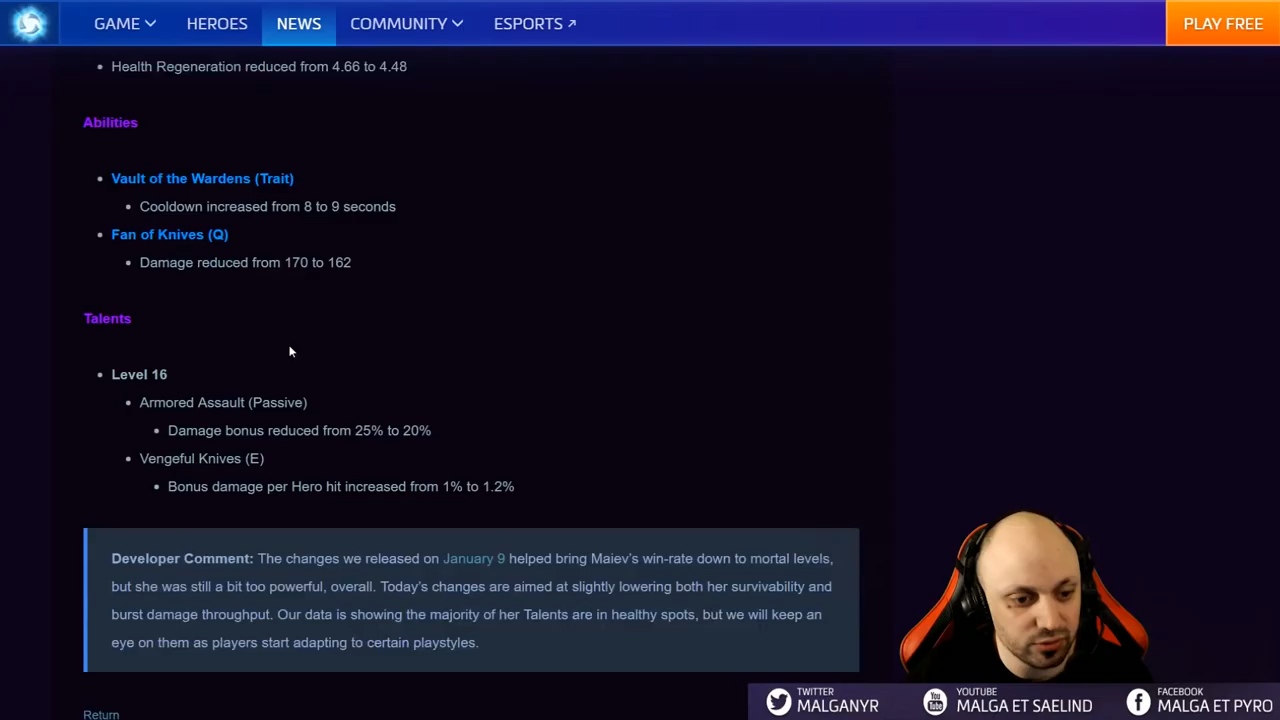 GAME HEROES NEWS COMMUNITY ESPORTS PLAY FREE
Health Regeneration reduced from 4.66 to 4.48
Abilities
Vault of the Wardens (Trait)
Cooldown increased from 8 to 9 seconds
Fan of Knives (Q)
Damage reduced from 170 to 162
Talents
Level 16
Armored Assault (Passive)
Damage bonus reduced from 25% to 20%
Vengeful Knives (E)
Bonus damage per Hero hit increased from 1% to 1.2%
Developer Comment: The changes we released on January 9 helped bring Maiev's win-rate down to mortal levels,
but she was still a bit too powerful, overall. Today's changes are aimed at slightly lowering both her survivability and
burst damage throughput. Our data is showing the majority of her Talents are in healthy spots, but we will keep an
eye on them as players start adapting to certain playstyles.
Return
TWITTER
MALGANYR
YOUTUBE
MALGA ET SAELIND
FACEBOOK
MALGA ET PYRO